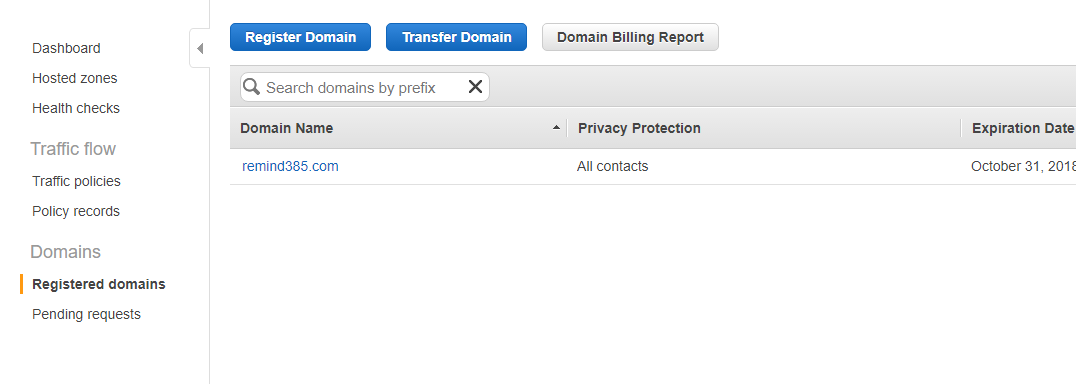 Dashboard
Hosted zones
Health checks
Traffic flow
Traffic policies
Policy records
Domains
Registered domains
Pending requests
Register Domain Transfer Domain Domain Billing Report
Search domains by prefix
Domain Name Privacy Protection Expiration Date
remind385.com All contacts October 31, 2018